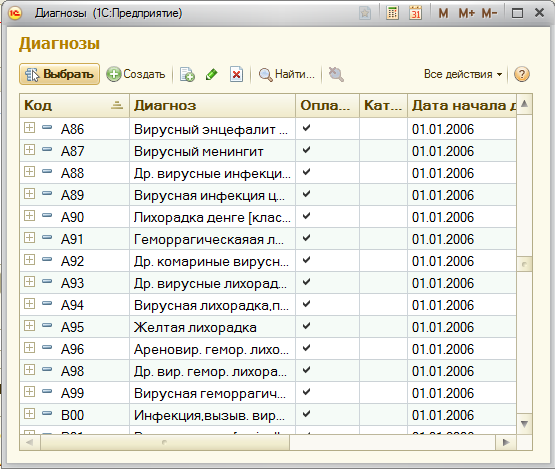 Диагнозы (1С:Предприятие)
M M+ M-
Диагнозы
Выбрать Создать Найти... Все действия
Код Диагноз Опла... Кат... Дата начала д
A86 Вирусный энцефалит ... 01.01.2006
A87 Вирусный менингит 01.01.2006
A88 Др. вирусные инфекци... 01.01.2006
A89 Вирусная инфекция ц... 01.01.2006
A90 Лихорадка денге [клас... 01.01.2006
A91 Геморрагическаяая л... 01.01.2006
A92 Др. комариные вирусн... 01.01.2006
A93 Др. вирусные лихорад... 01.01.2006
A94 Вирусная лихорадка,п... 01.01.2006
A95 Желтая лихорадка 01.01.2006
A96 Ареновир. гемор. лихо... 01.01.2006
A98 Др. вир. гемор. лихора... 01.01.2006
A99 Вирусная геморрагич... 01.01.2006
B00 Инфекция,вызыв. вир... 01.01.2006